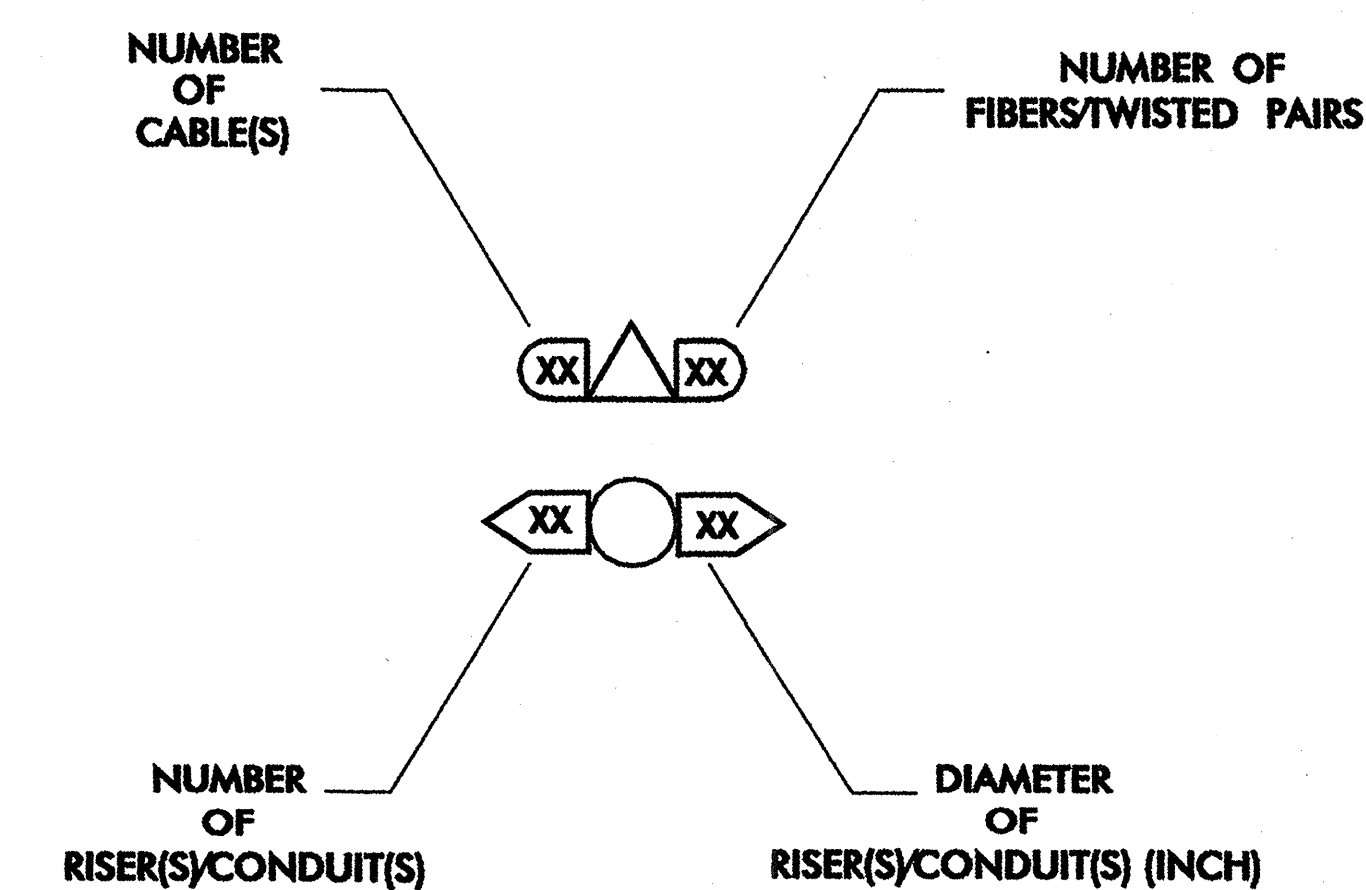 NUMBER
OF
CABLE(S)
NUMBER OF
FIBERS/TWISTED PAIRS
XX
XX
XX
XX
NUMBER
OF
RISER(S)/CONDUIT(S)
DIAMETER
OF
RISER(S)/CONDUIT(S) (INCH)